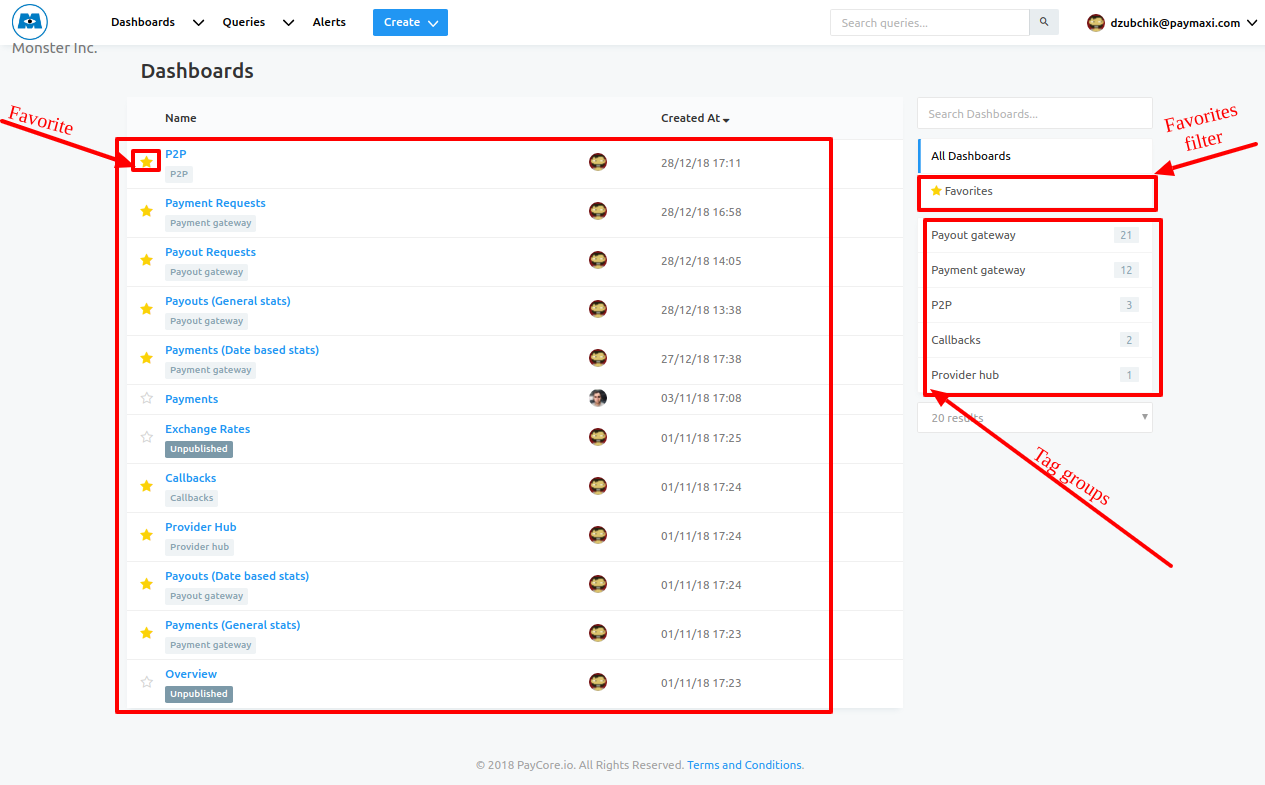 Dashboards Queries Alerts Create Search queries... dzubchik@paymaxi.com
Monster Inc.
Dashboards
Favorite
Name Created At
P2P 28/12/18 17:11
P2P
Payment Requests 28/12/18 16:58
Payment gateway
Payout Requests 28/12/18 14:05
Payout gateway
Payouts (General stats) 28/12/18 13:38
Payout gateway
Payments (Date based stats) 27/12/18 17:38
Payment gateway
Payments 03/11/18 17:08
Exchange Rates 01/11/18 17:25
Unpublished
Callbacks 01/11/18 17:24
Callbacks
Provider Hub 01/11/18 17:24
Provider hub
Payouts (Date based stats) 01/11/18 17:24
Payout gateway
Payments (General stats) 01/11/18 17:23
Payment gateway
Overview 01/11/18 17:23
Unpublished
Search Dashboards...
Favorites
filter
All Dashboards
Favorites
Payout gateway 21
Payment gateway 12
P2P 3
Callbacks 2
Provider hub 1
20 results
Tag groups
© 2018 PayCore.io. All Rights Reserved. Terms and Conditions.